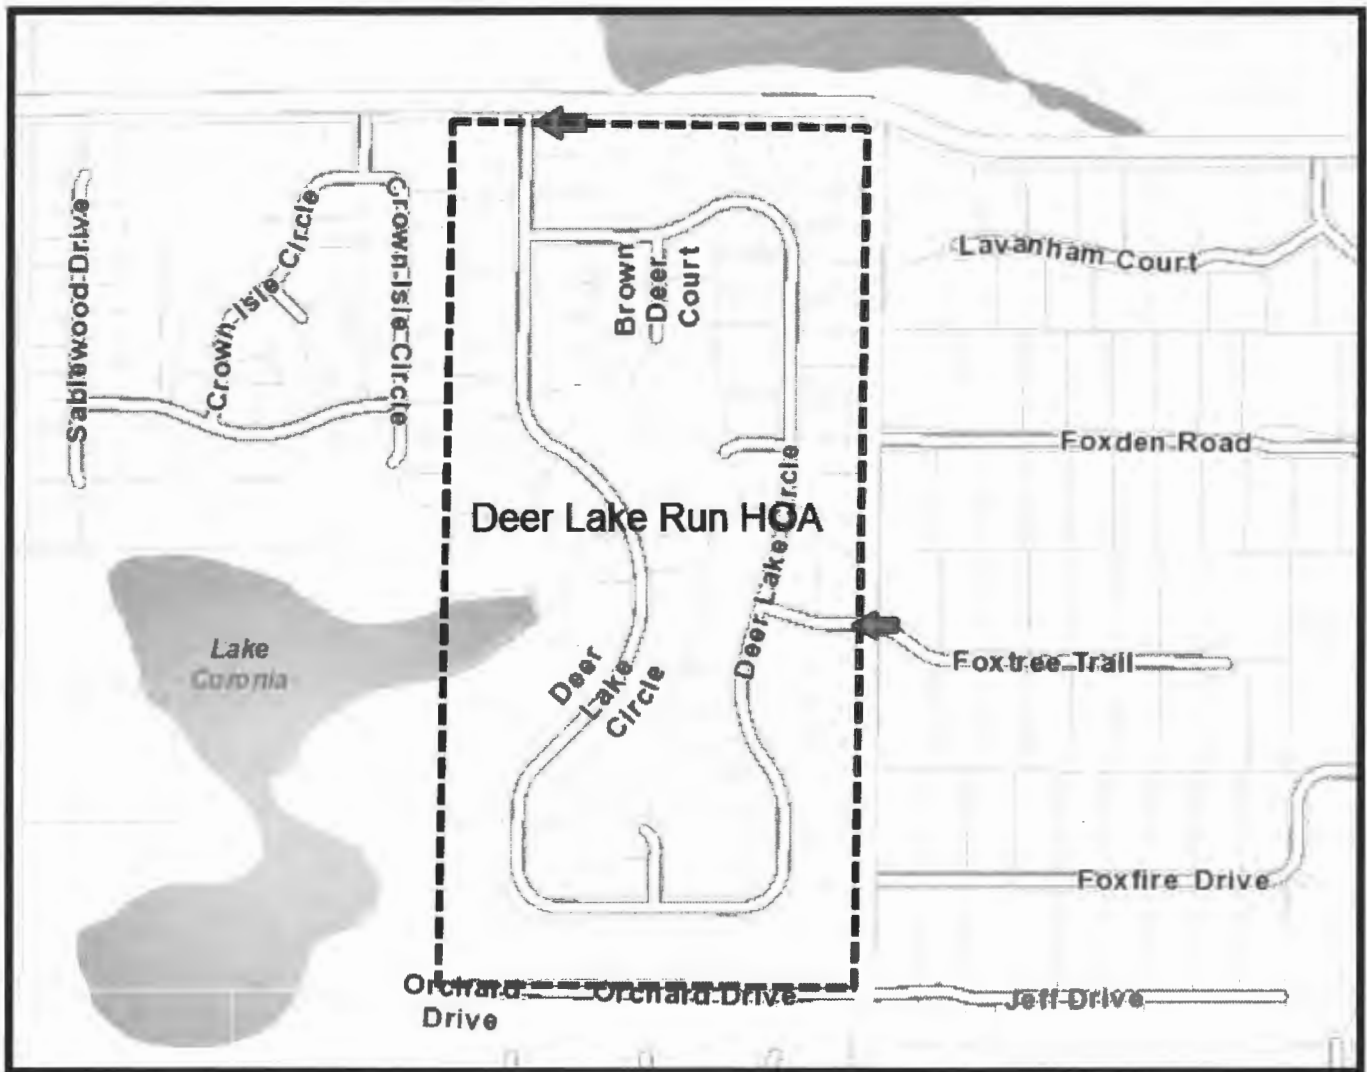 Sablewood Drive
Crown Isle Circle
Crown Isle Circle
Brown
Deer
Court
Lavanham Court
Foxden Road
Deer Lake Run HOA
Deer Lake Circle
Lake
Coronia
Deer
Lake
Circle
Foxtree Trail
Foxfire Drive
Orchard
Drive
Orchard Drive
Jeff Drive